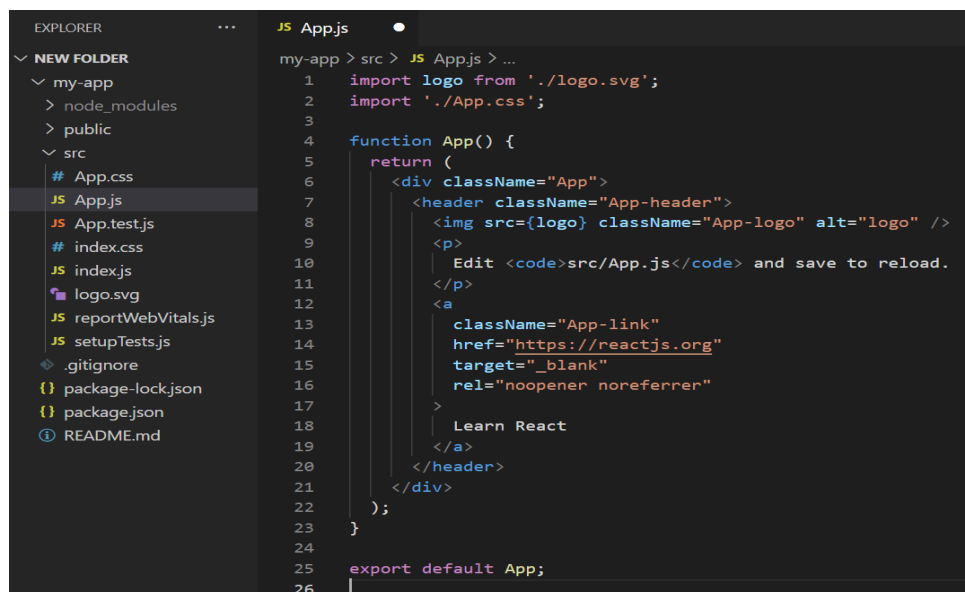 EXPLORER ...
NEW FOLDER
my-app
node_modules
public
src
# App.css
JS App.js
JS App.test.js
# index.css
JS index.js
logo.svg
JS reportWebVitals.js
JS setupTests.js
.gitignore
{} package-lock.json
{} package.json
README.md
JS App.js
my-app > src > JS App.js > ...
1 import logo from './logo.svg';
2 import './App.css';
3
4 function App() {
5 return (
6 <div className="App">
7 <header className="App-header">
8 <img src={logo} className="App-logo" alt="logo" />
9 <p>
10 Edit <code>src/App.js</code> and save to reload.
11 </p>
12 <a
13 className="App-link"
14 href="https://reactjs.org"
15 target="_blank"
16 rel="noopener noreferrer"
17 >
18 Learn React
19 </a>
20 </header>
21 </div>
22 );
23 }
24
25 export default App;
26